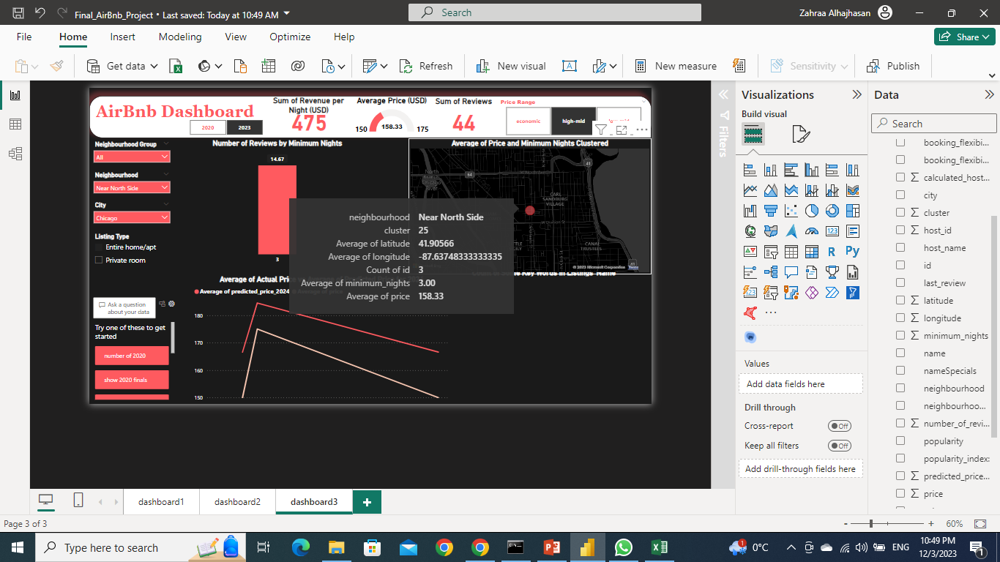 Final_AirBnb_Project • Last saved: Today at 10:49 AM
Search
Zahraa Alhajhasan
File
Home
Insert
Modeling
View
Optimize
Help
Share
Get data
Refresh
New visual
New measure
Sensitivity
Publish
AirBnb Dashboard
2020
2023
Sum of Revenue per
Night (USD)
475
Average Price (USD)
150
158.33
175
Sum of Reviews
44
Price Range
economic
high-mid
Neighbourhood Group
All
Neighbourhood
Near North Side
City
Chicago
Listing Type
Entire home/apt
Private room
Number of Reviews by Minimum Nights
14.67
3
Average of Price and Minimum Nights Clustered
64
41
CARL
SANDBURG
VILLAGE
CANAL
TRUSTEES
© 2023 Microsoft Corporation
Terms
41
neighbourhood Near North Side
cluster 25
Average of latitude 41.90566
Average of longitude -87.63748333333335
Count of id 3
Average of minimum_nights 3.00
Average of price 158.33
Average of Actual Pri
Average of predicted_price_2024
180
170
160
150
Ask a question
about your data
Try one of these to get
started
number of 2020
show 2020 finals
Filters
Visualizations
Build visual
Values
Add data fields here
Drill through
Cross-report
Off
Keep all filters
Off
Add drill-through fields here
Data
Search
booking_flexibi...
booking_flexibi...
calculated_host...
city
cluster
host_id
host_name
id
last_review
latitude
longitude
minimum_nights
name
nameSpecials
neighbourhood
neighbourhoo...
number_of_revi...
popularity
popularity_index:
predicted_price...
price
dashboard1
dashboard2
dashboard3
Page 3 of 3
60%
Type here to search
0°C
ENG
10:49 PM
12/3/2023